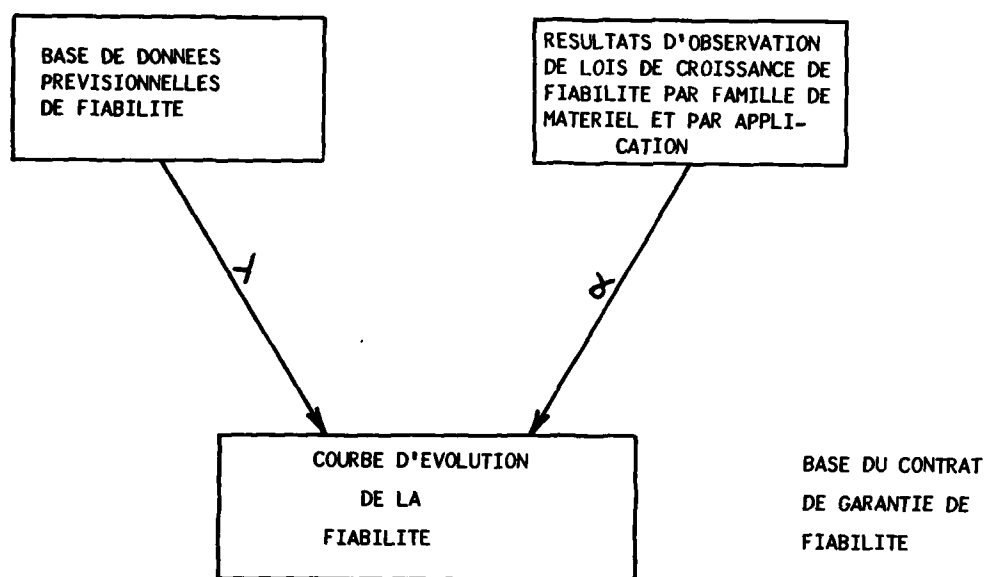 BASE DE DONNEES
PREVISIONNELLES
DE FIABILITE
RESULTATS D'OBSERVATION
DE LOIS DE CROISSANCE DE
FIABILITE PAR FAMILLE DE
MATERIEL ET PAR APPLI-
CATION
α
COURBE D'EVOLUTION
DE LA
FIABILITE
BASE DU CONTRAT
DE GARANTIE DE
FIABILITE